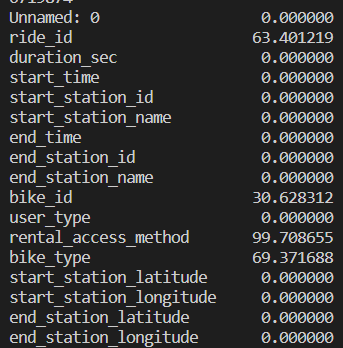 Unnamed: 0 0.000000
ride_id 63.401219
duration_sec 0.000000
start_time 0.000000
start_station_id 0.000000
start_station_name 0.000000
end_time 0.000000
end_station_id 0.000000
end_station_name 0.000000
bike_id 30.628312
user_type 0.000000
rental_access_method 99.708655
bike_type 69.371688
start_station_latitude 0.000000
start_station_longitude 0.000000
end_station_latitude 0.000000
end_station_longitude 0.000000